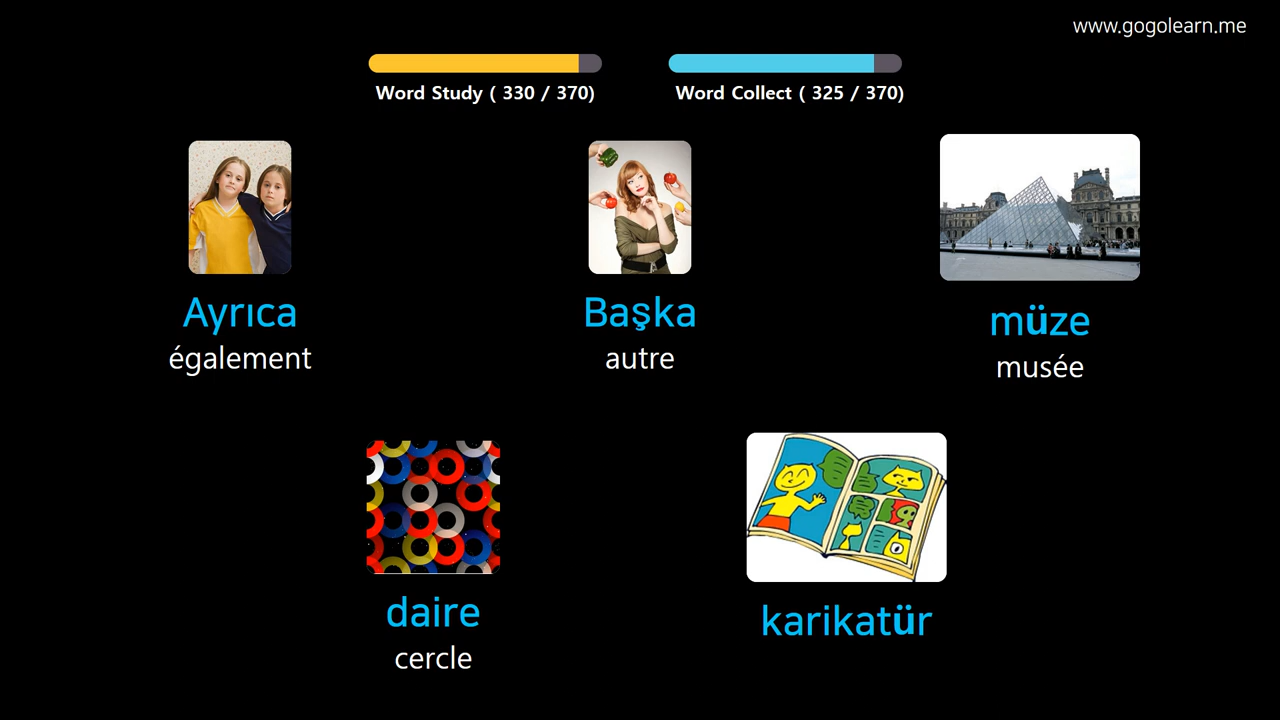 www.gogolearn.me
Word Study ( 330 / 370)
Word Collect ( 325 / 370)
Ayrıca
également
Başka
autre
müze
musée
daire
cercle
karikatür